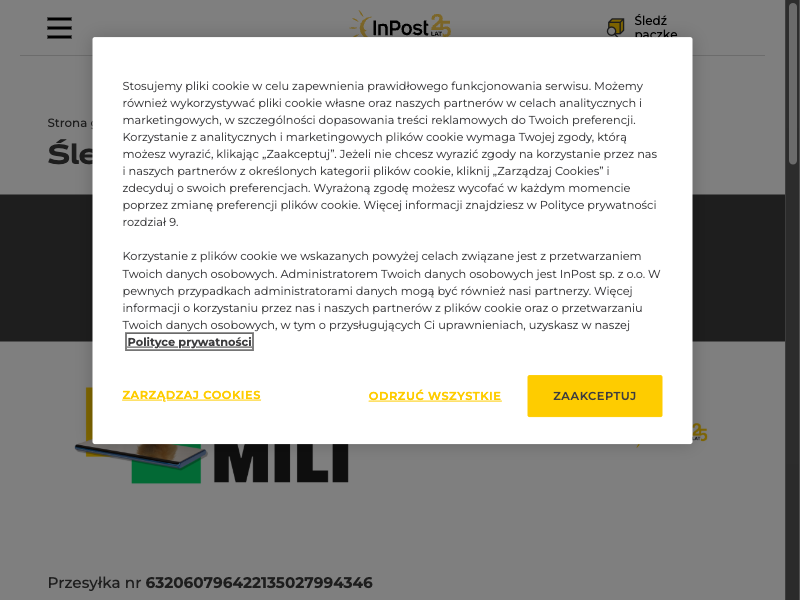 InPost 25 LAT
Śledź
paczkę
Strona
Śle
Stosujemy pliki cookie w celu zapewnienia prawidłowego funkcjonowania serwisu. Możemy
również wykorzystywać pliki cookie własne oraz naszych partnerów w celach analitycznych i
marketingowych, w szczególności dopasowania treści reklamowych do Twoich preferencji.
Korzystanie z analitycznych i marketingowych plików cookie wymaga Twojej zgody, którą
możesz wyrazić, klikając „Zaakceptuj”. Jeżeli nie chcesz wyrazić zgody na korzystanie przez nas
i naszych partnerów z określonych kategorii plików cookie, kliknij „Zarządzaj Cookies” i
zdecyduj o swoich preferencjach. Wyrażoną zgodę możesz wycofać w każdym momencie
poprzez zmianę preferencji plików cookie. Więcej informacji znajdziesz w Polityce prywatności
rozdział 9.
Korzystanie z plików cookie we wskazanych powyżej celach związane jest z przetwarzaniem
Twoich danych osobowych. Administratorem Twoich danych osobowych jest InPost sp. z o.o. W
pewnych przypadkach administratorami danych mogą być również nasi partnerzy. Więcej
informacji o korzystaniu przez nas i naszych partnerów z plików cookie oraz o przetwarzaniu
Twoich danych osobowych, w tym o przysługujących Ci uprawnieniach, uzyskasz w naszej
Polityce prywatności
ZARZĄDZAJ COOKIES
ODRZUĆ WSZYSTKIE
ZAAKCEPTUJ
MILI
25
Przesyłka nr 632060796422135027994346